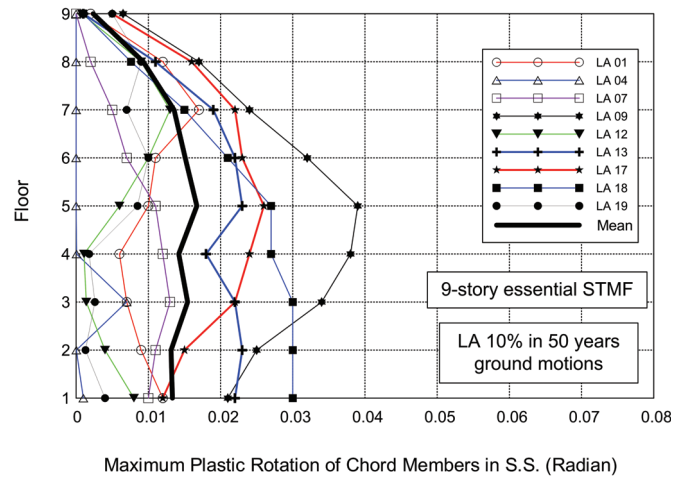 9
8
7
6
5
4
3
2
1
Floor
LA 01
LA 04
LA 07
LA 09
LA 12
LA 13
LA 17
LA 18
LA 19
Mean
9-story essential STMF
LA 10% in 50 years
ground motions
0 0.01 0.02 0.03 0.04 0.05 0.06 0.07 0.08
Maximum Plastic Rotation of Chord Members in S.S. (Radian)